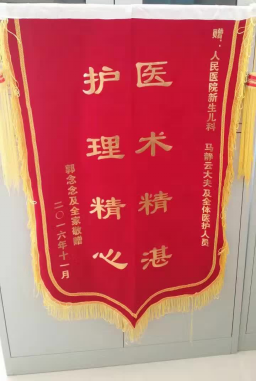 赠：人民医院新生儿科 马静云大夫及全体医护人员
医术精湛
护理精心
郭念念及全家敬赠
二〇一六年十一月